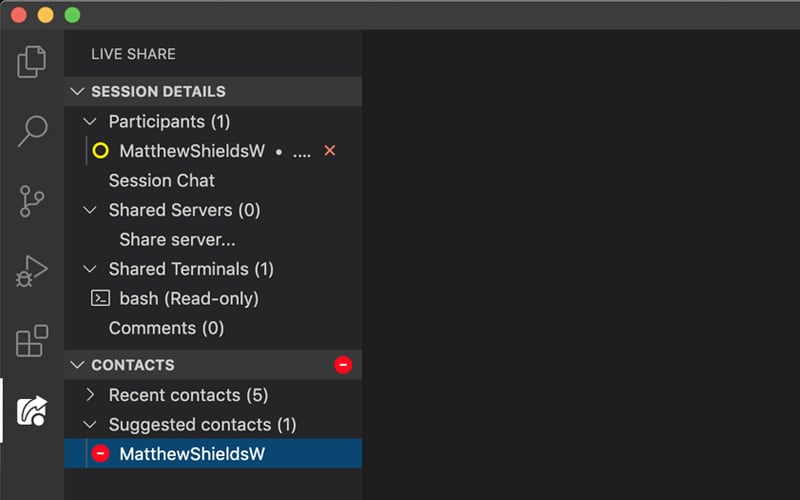 LIVE SHARE
SESSION DETAILS
Participants (1)
MatthewShieldsW • ....
Session Chat
Shared Servers (0)
Share server...
Shared Terminals (1)
bash (Read-only)
Comments (0)
CONTACTS
Recent contacts (5)
Suggested contacts (1)
MatthewShieldsW